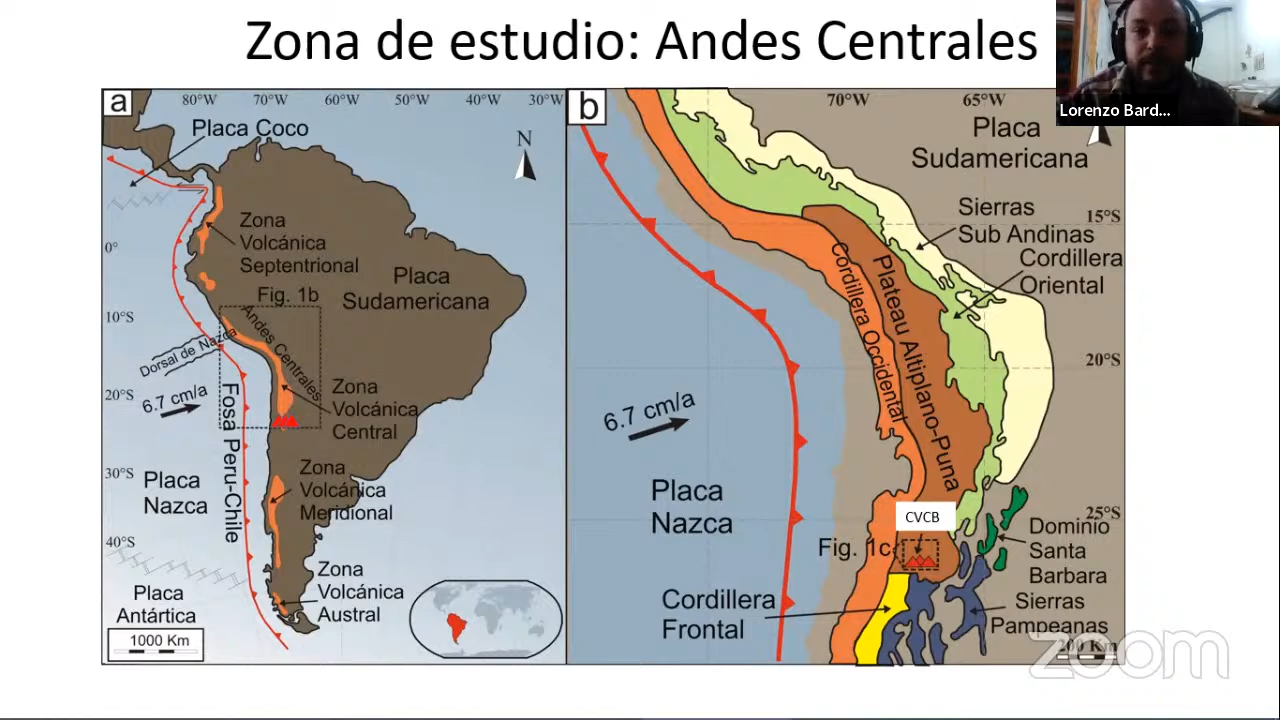 Zona de estudio: Andes Centrales
Lorenzo Bard...
a
80°W
70°W
60°W
50°W
40°W
30°W
Placa Coco
N
Zona
Volcánica
Septentrional
0°
Placa
Sudamericana
Fig. 1b
10°S
Andes Centrales
Dorsal de Nazca
20°S
6.7 cm/a
Fosa Peru-Chile
Zona
Volcánica
Central
30°S
Placa
Nazca
Zona
Volcánica
Meridional
40°S
Zona
Volcánica
Austral
Placa
Antártica
1000 Km
b
70°W
65°W
Placa
Sudamericana
15°S
Sierras
Sub Andinas
Cordillera
Oriental
Cordillera Occidental
Plateau Altiplano-Puna
20°S
6.7 cm/a
Placa
Nazca
25°S
CVCB
Fig. 1c
Dominio
Santa
Barbara
Cordillera
Frontal
Sierras
Pampeanas
200 Km
zoom